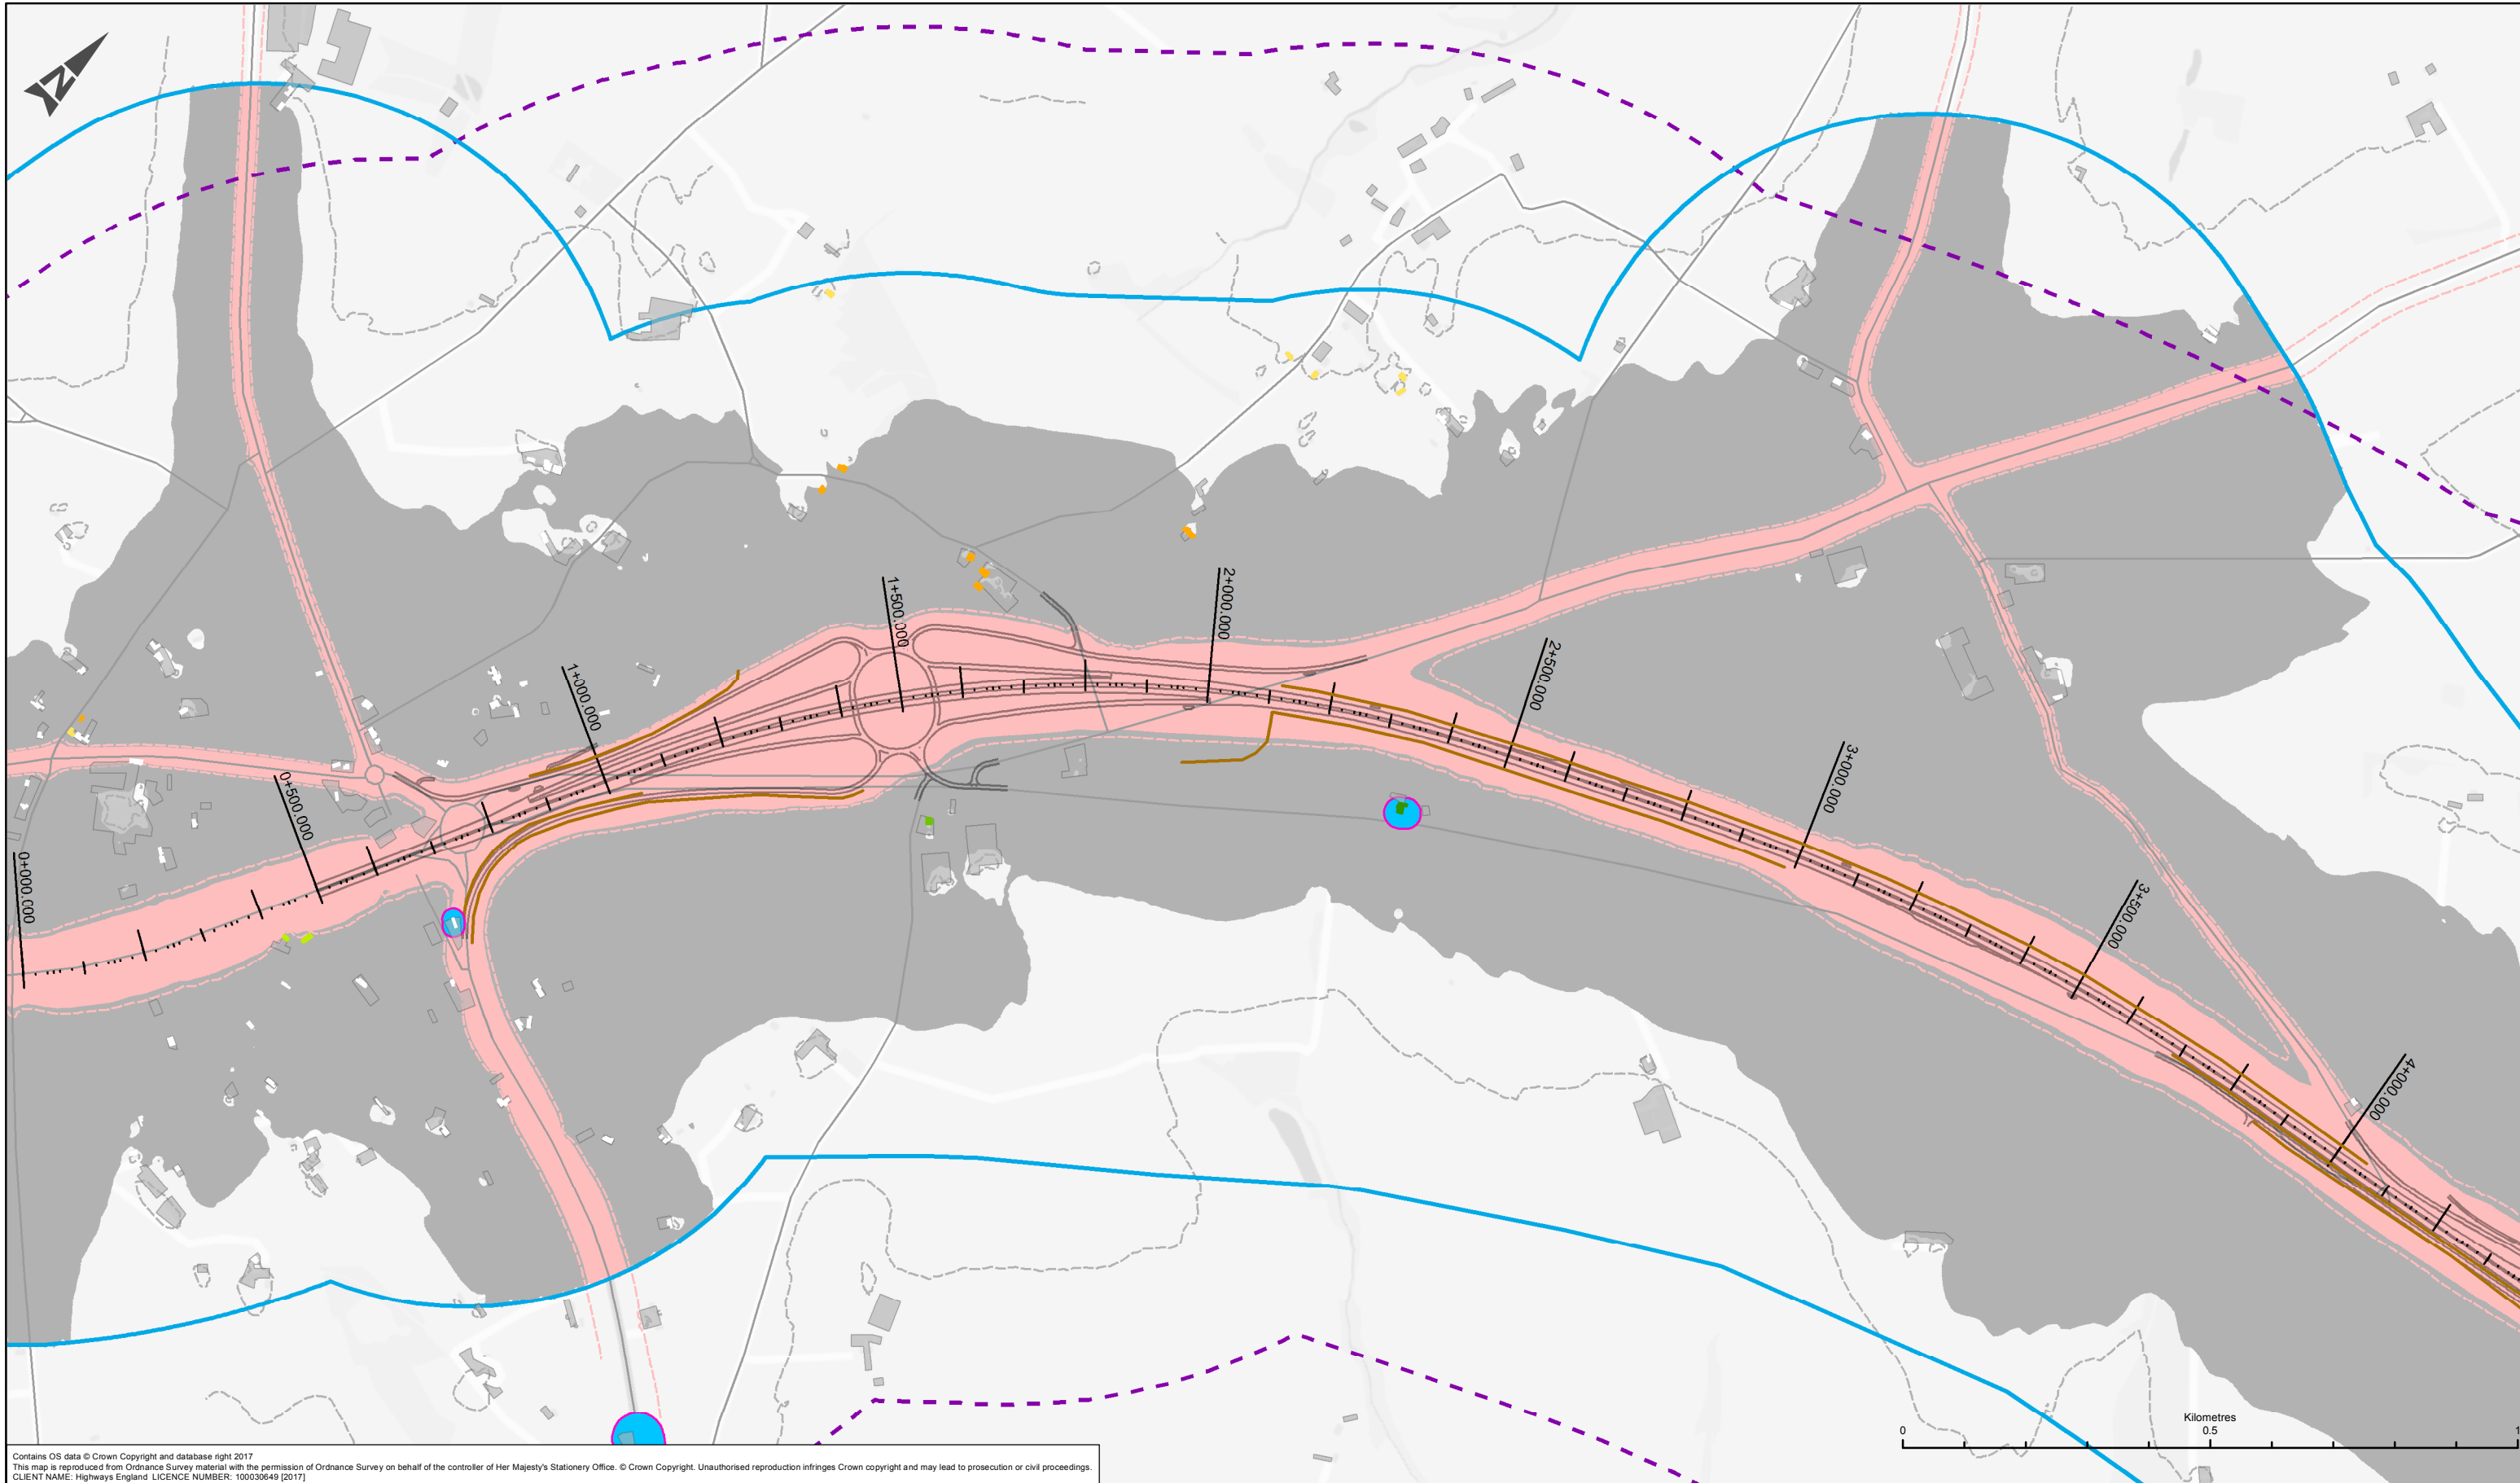 N
1+500.000
2+000.000
1+000.000
2+500.000
0+500.000
3+000.000
0+000.000
3+500.000
4+000.000
Kilometres
0 0.5 1
Contains OS data © Crown Copyright and database right 2017
This map is reproduced from Ordnance Survey material with the permission of Ordnance Survey on behalf of the controller of Her Majesty's Stationery Office. © Crown Copyright. Unauthorised reproduction infringes Crown copyright and may lead to prosecution or civil proceedings.
CLIENT NAME: Highways England LICENCE NUMBER: 100030649 [2017]